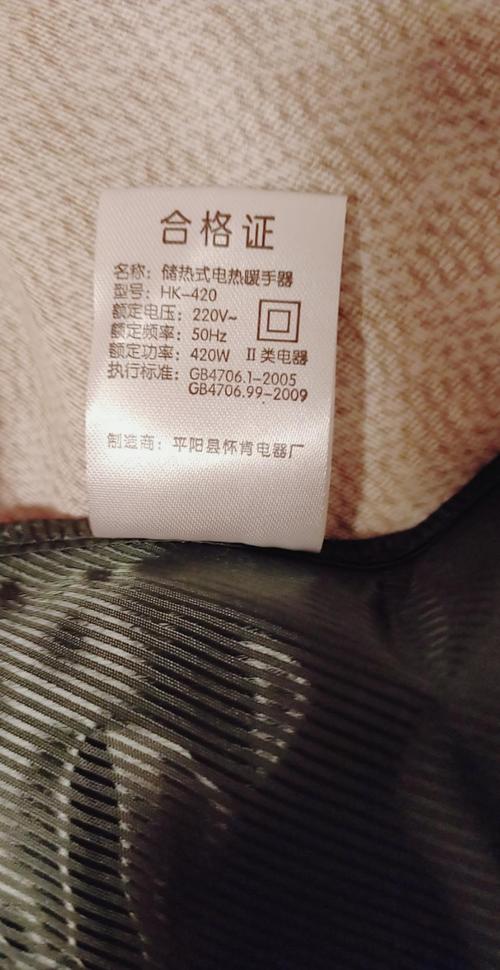 合格证
名称：储热式电热暖手器
型号：HK-420
额定电压：220V~
额定频率：50Hz
额定功率：420W II类电器
执行标准：GB4706.1-2005
GB4706.99-2009
制造商：平阳县怀肯电器厂